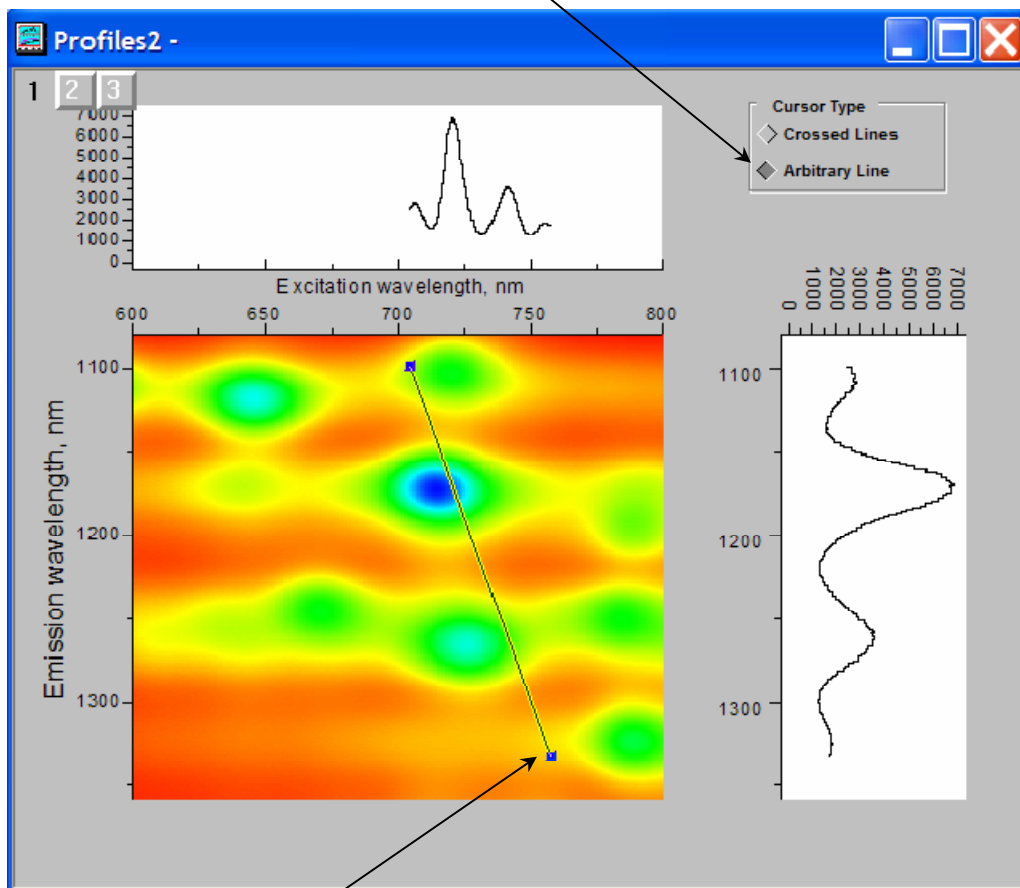 Profiles2 -
1 2 3
Cursor Type
Crossed Lines
Arbitrary Line
7000
6000
5000
4000
3000
2000
1000
0
Excitation wavelength, nm
600 650 700 750 800
Emission wavelength, nm
1100
1200
1300
0 1000 2000 3000 4000 5000 6000 7000
1100
1200
1300